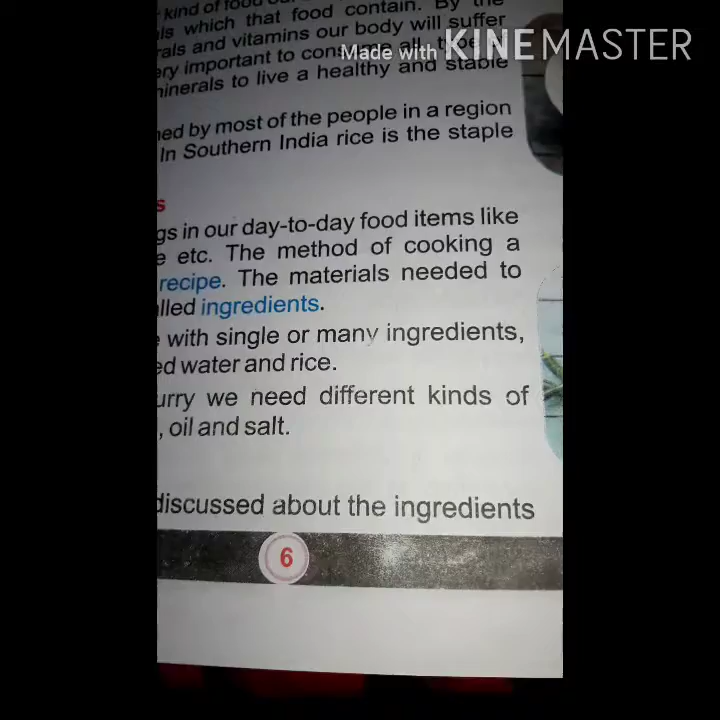 kind of food
ls which that food contain. By the
rals and vitamins our body will suffer
ery important to consume all type
Made with KINEMASTER
ninerals to live a healthy and stable
ned by most of the people in a region
In Southern India rice is the staple
s
gs in our day-to-day food items like
e etc. The method of cooking a
recipe. The materials needed to
lled ingredients.
with single or many ingredients,
ed water and rice.
urry we need different kinds of
, oil and salt.
discussed about the ingredients
6